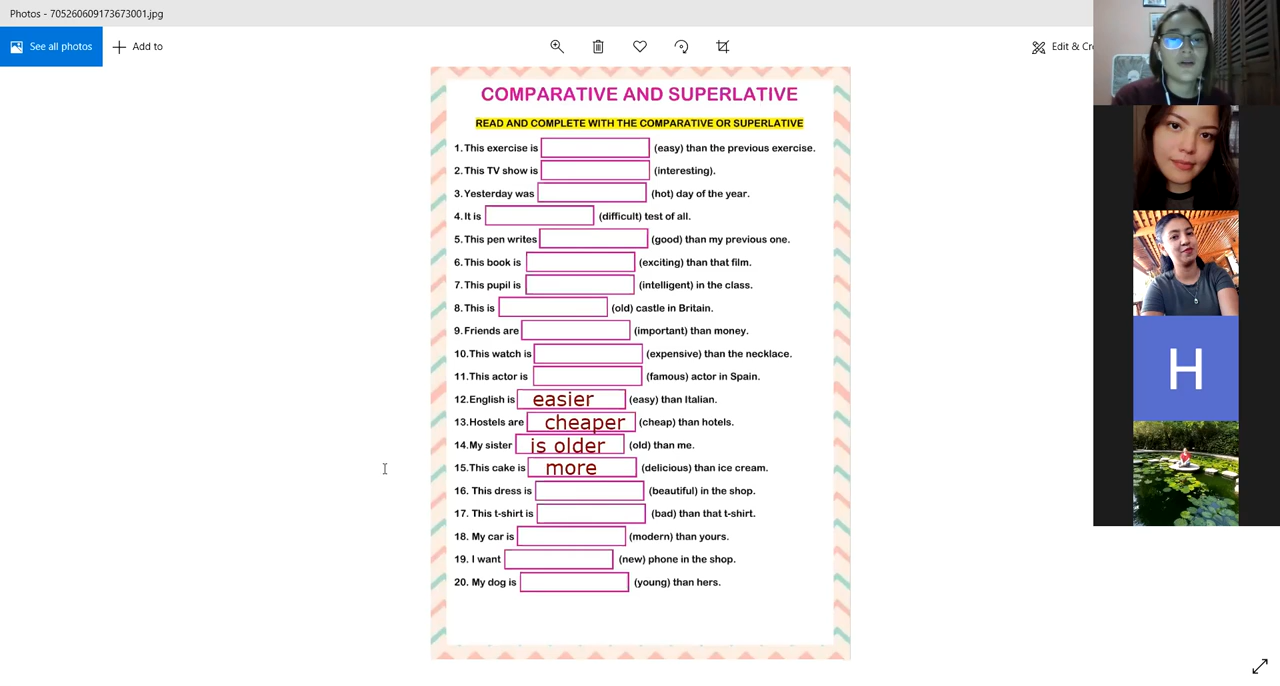 Photos - 705260609173673001.jpg
See all photos
Add to
Edit & Cr
COMPARATIVE AND SUPERLATIVE
READ AND COMPLETE WITH THE COMPARATIVE OR SUPERLATIVE
1. This exercise is (easy) than the previous exercise.
2. This TV show is (interesting).
3. Yesterday was (hot) day of the year.
4. It is (difficult) test of all.
5. This pen writes (good) than my previous one.
6. This book is (exciting) than that film.
7. This pupil is (intelligent) in the class.
8. This is (old) castle in Britain.
9. Friends are (important) than money.
10. This watch is (expensive) than the necklace.
11. This actor is (famous) actor in Spain.
12. English is easier (easy) than Italian.
13. Hostels are cheaper (cheap) than hotels.
14. My sister is older (old) than me.
15. This cake is more (delicious) than ice cream.
16. This dress is (beautiful) in the shop.
17. This t-shirt is (bad) than that t-shirt.
18. My car is (modern) than yours.
19. I want (new) phone in the shop.
20. My dog is (young) than hers.
H